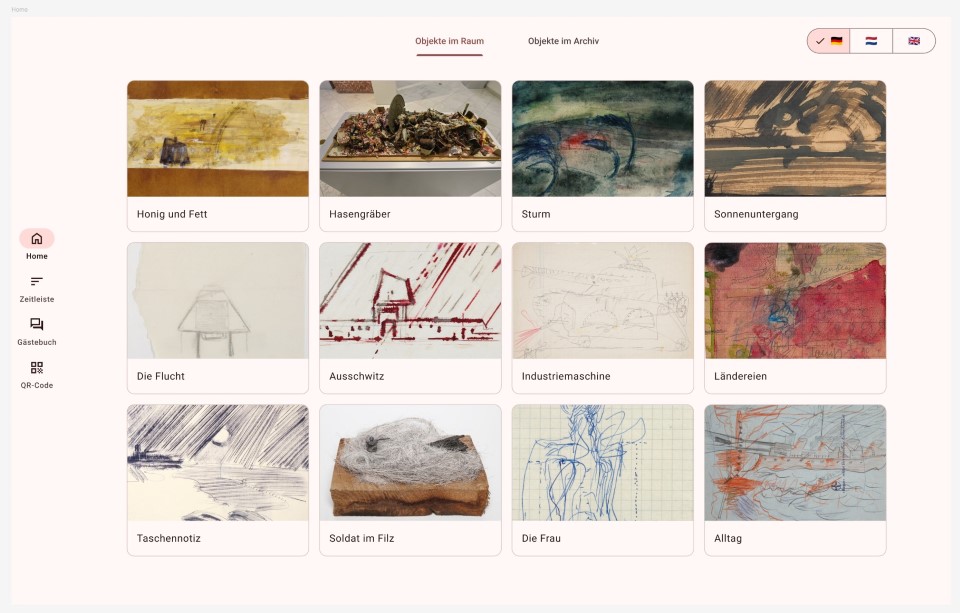 Home
Objekte im Raum
Objekte im Archiv
Honig und Fett
Hasengräber
Sturm
Sonnenuntergang
Home
Zeitleiste
Gästebuch
QR-Code
Die Flucht
Ausschwitz
Industriemaschine
Ländereien
Taschennotiz
Soldat im Filz
Die Frau
Alltag